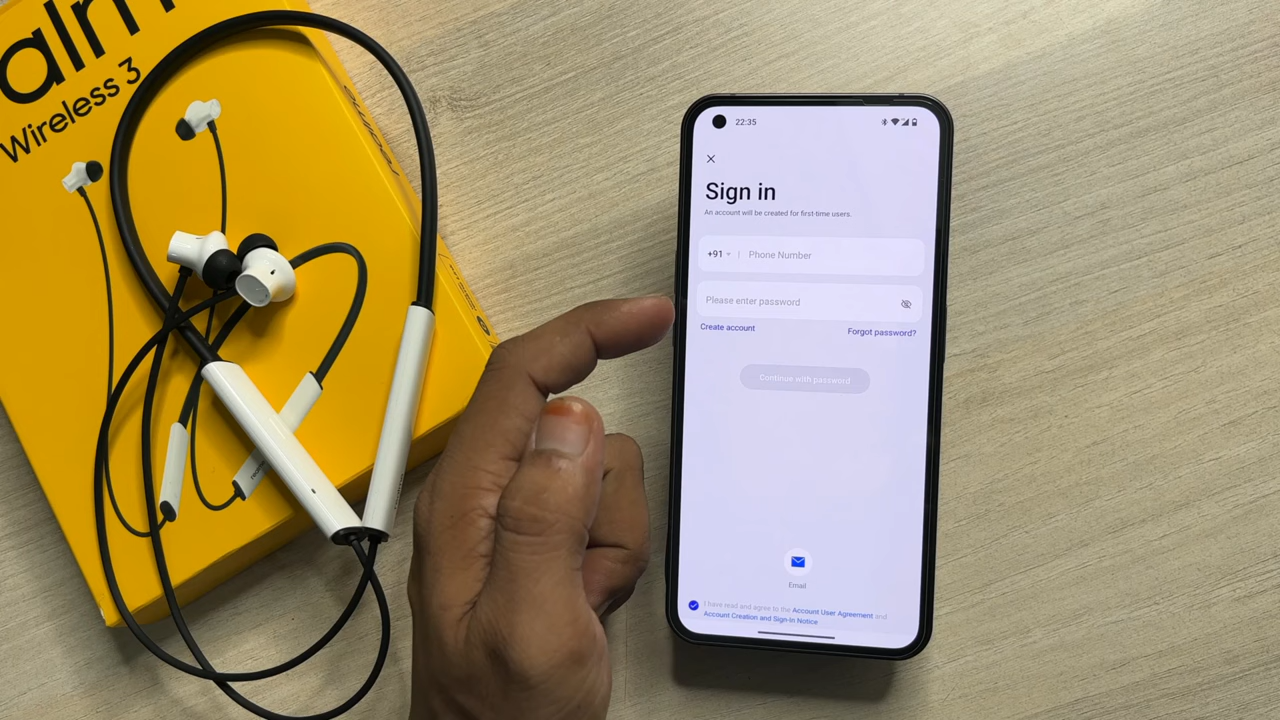 alm
Wireless 3
realme
22:35
Sign in
An account will be created for first-time users.
+91 Phone Number
Please enter password
Create account Forgot password?
Continue with password
Email
I have read and agree to the Account User Agreement and
Account Creation and Sign-In Notice